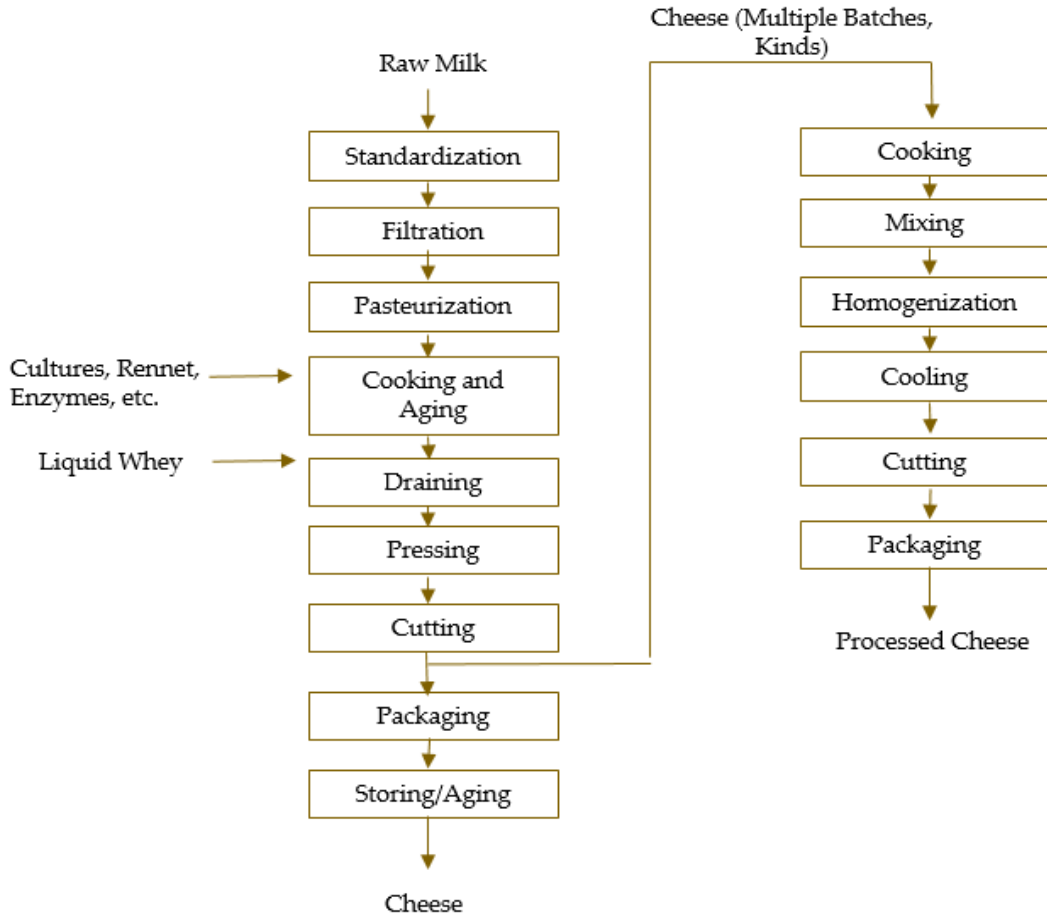 Raw Milk
Standardization
Filtration
Pasteurization
Cultures, Rennet,
Enzymes, etc.
Cooking and
Aging
Liquid Whey
Draining
Pressing
Cutting
Packaging
Storing/Aging
Cheese
Cheese (Multiple Batches,
Kinds)
Cooking
Mixing
Homogenization
Cooling
Cutting
Packaging
Processed Cheese